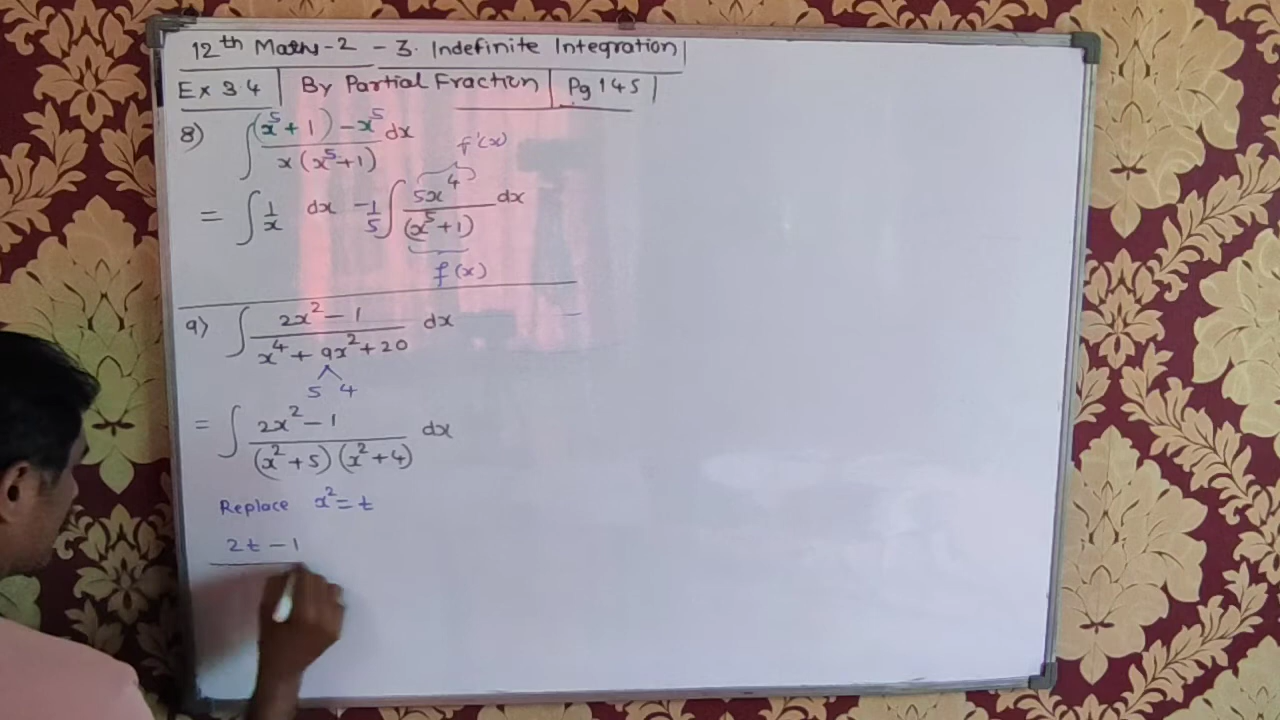 12th Maths-2 - 3. Indefinite Integration
Ex 3.4 | By Partial Fraction | Pg 145
8) ∫ (x⁵ + 1) - x⁵ / x(x⁵+1) dx
f'(x)
= ∫ 1/x dx - 1/5 ∫ 5x⁴ / (x⁵+1) dx
f(x)
9) ∫ 2x² - 1 / x⁴ + 9x² + 20 dx
5 4
= ∫ 2x² - 1 / (x² + 5)(x² + 4) dx
Replace x² = t
2t - 1